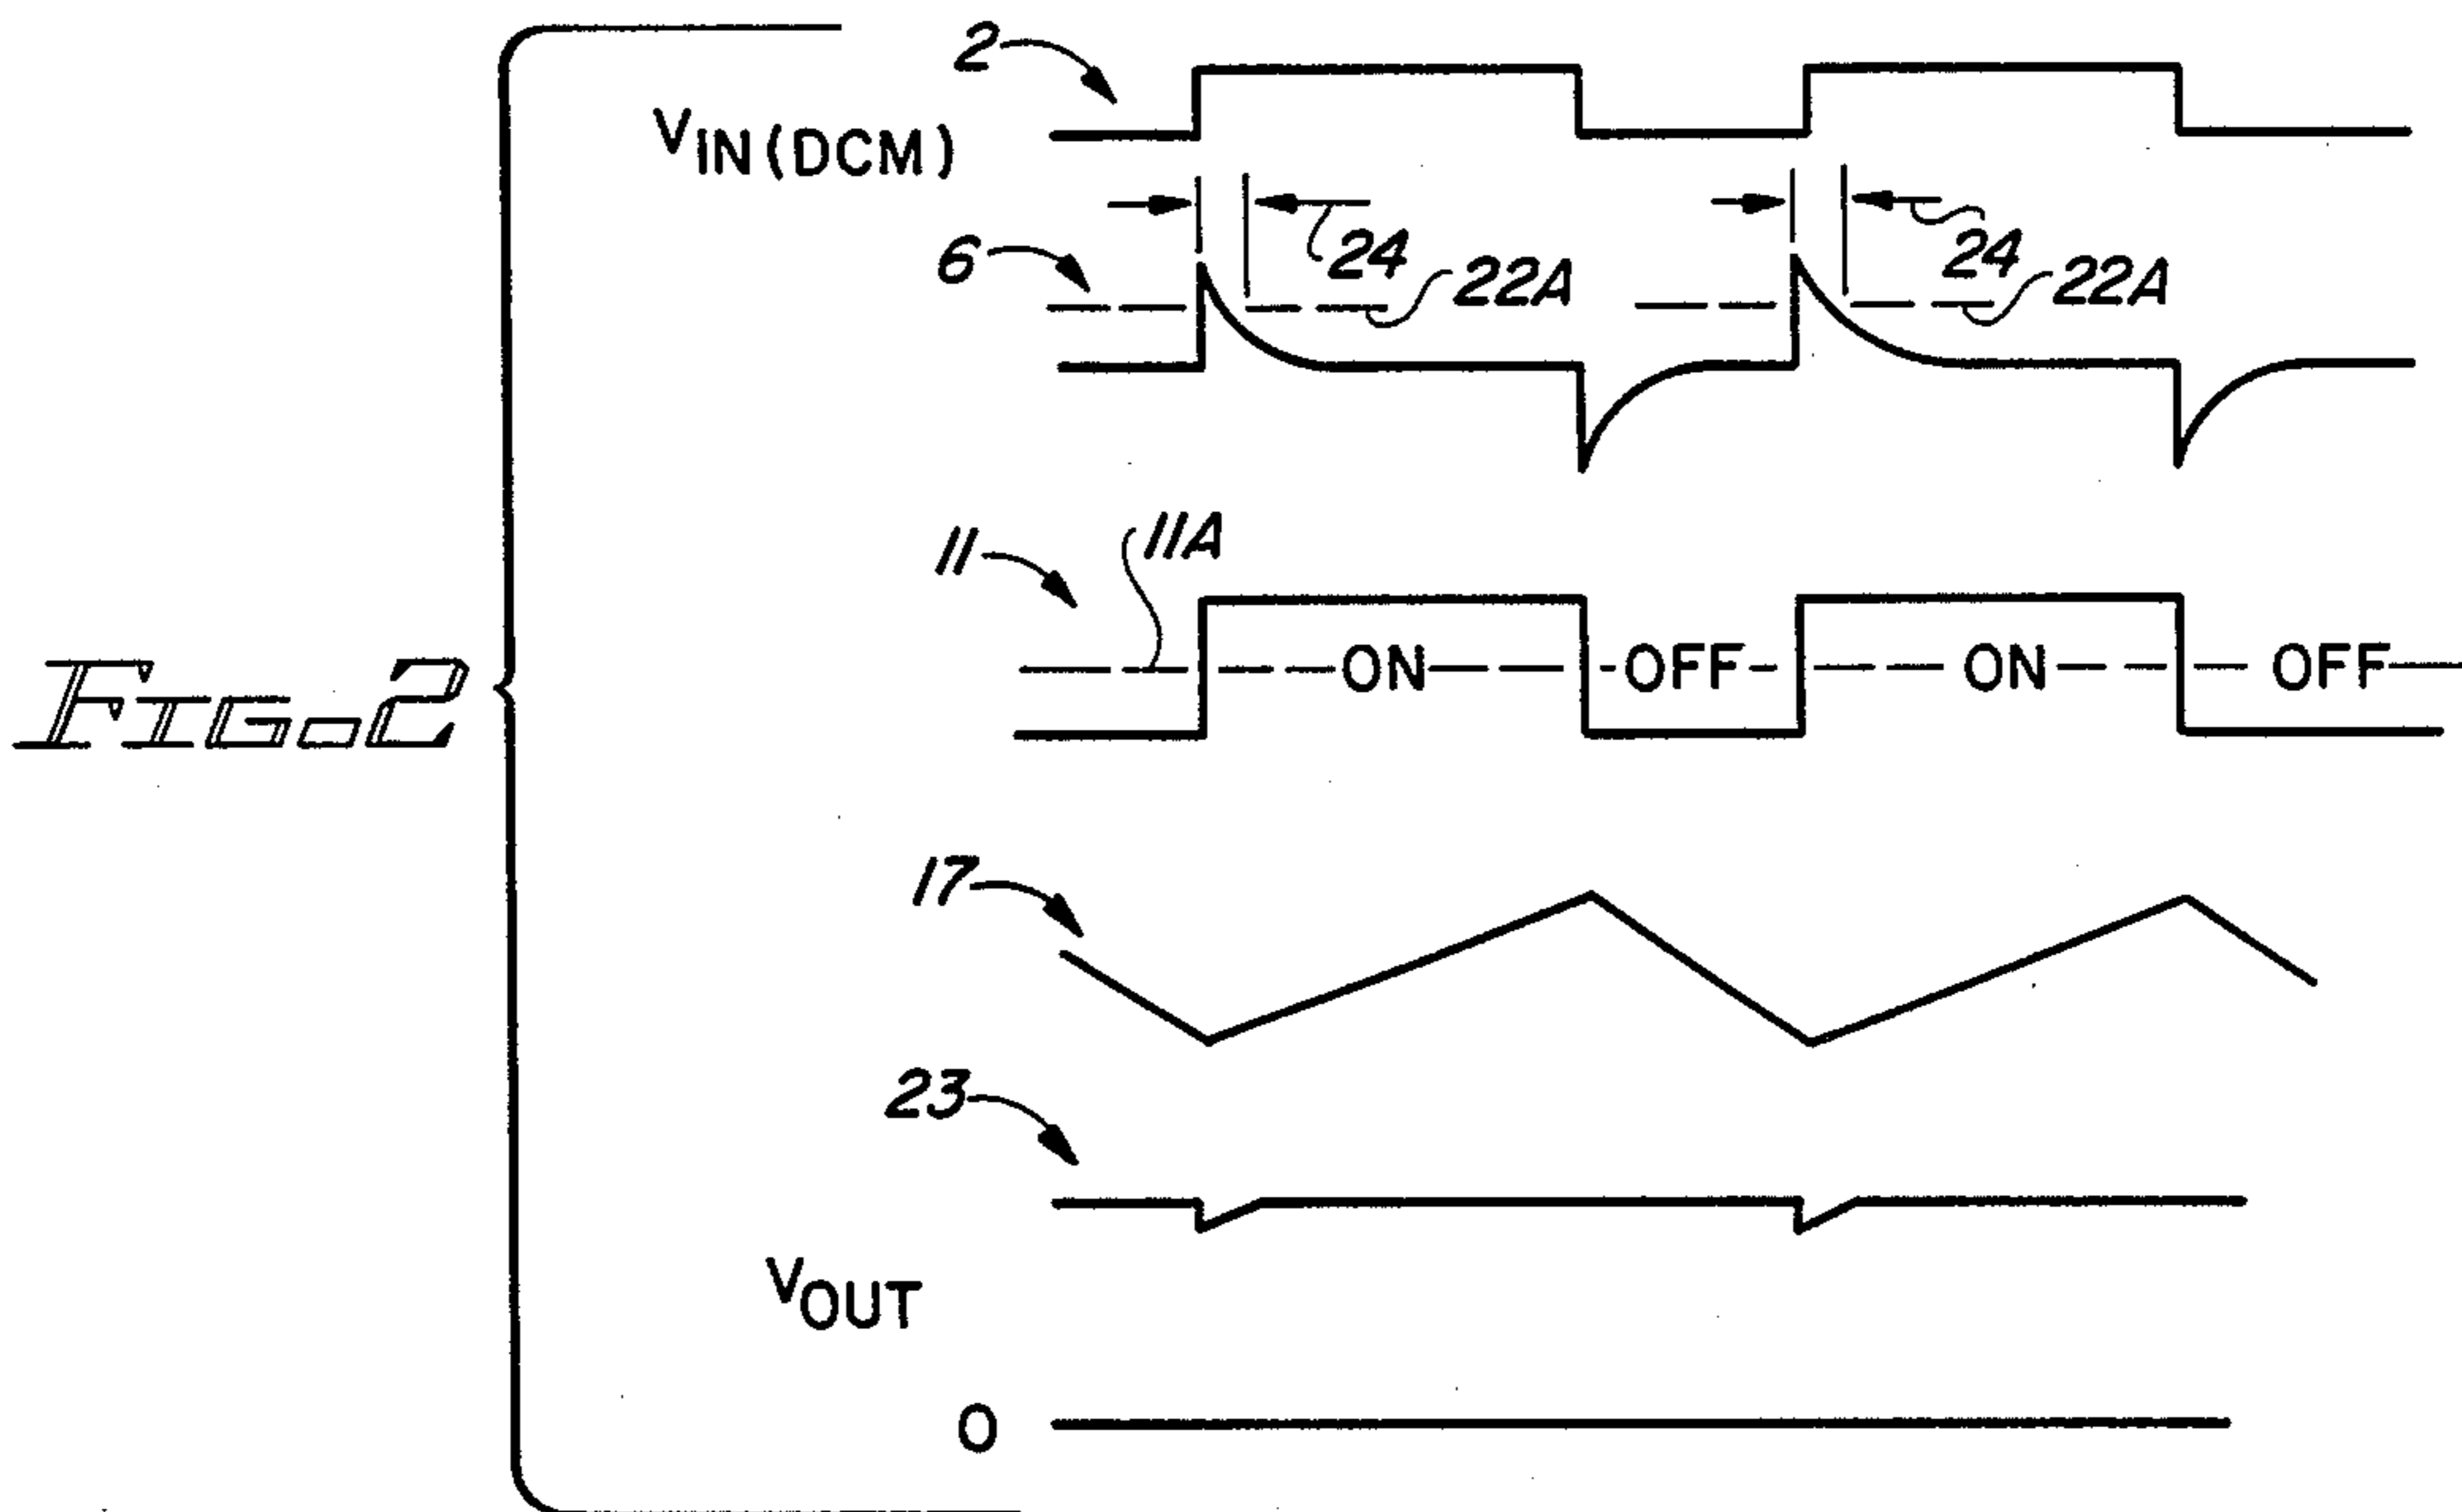 2
VIN (DCM)
24
24
6
22A
22A
11
11A
ON
OFF
ON
OFF
FIG. 2
17
23
VOUT
0